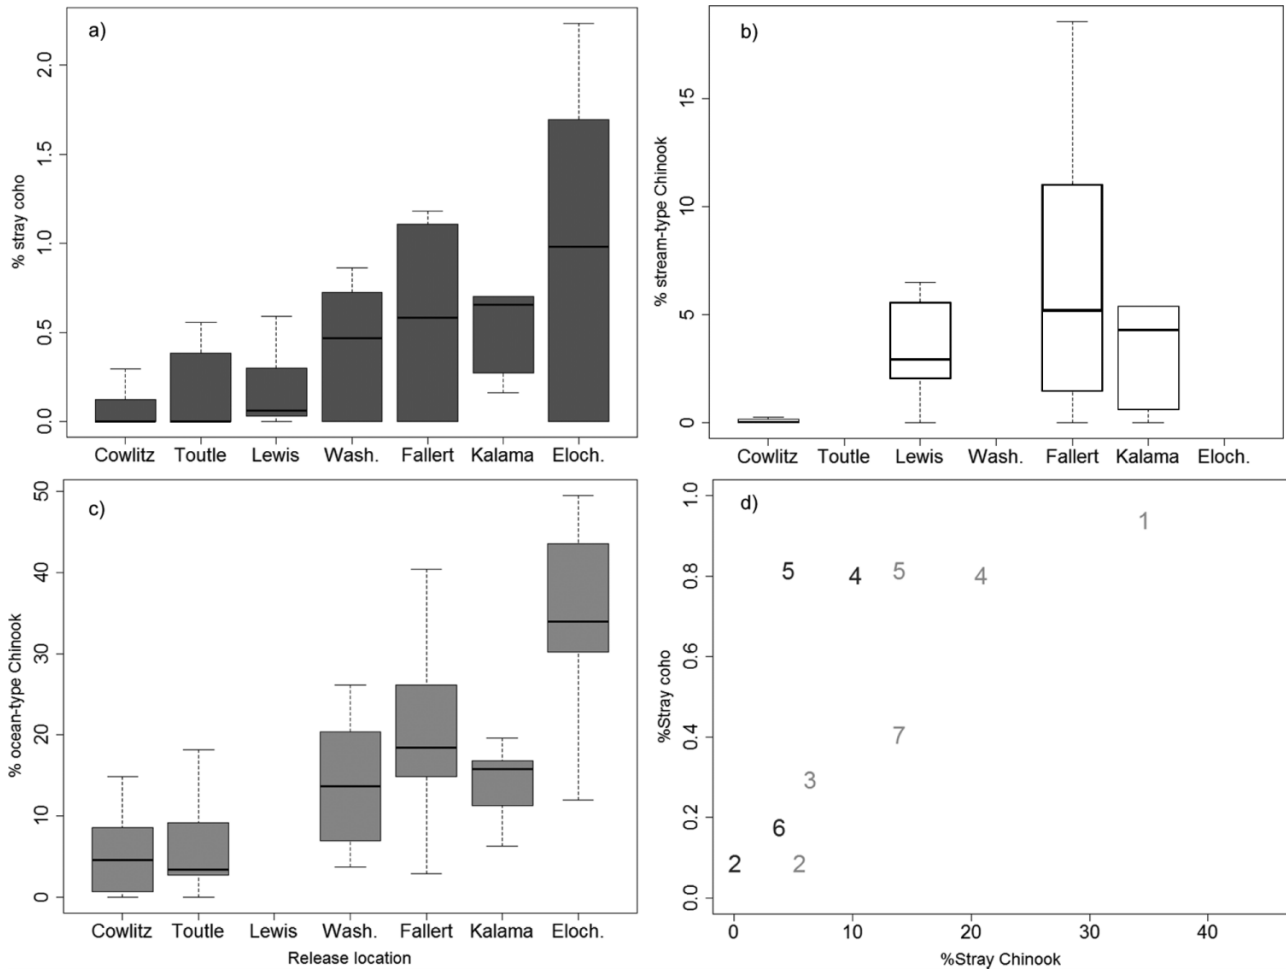 a)
% stray coho
2.0
1.5
1.0
0.5
0.0
Cowlitz Toutle Lewis Wash. Fallert Kalama Eloch.
b)
% stream-type Chinook
15
10
5
0
Cowlitz Toutle Lewis Wash. Fallert Kalama Eloch.
c)
% ocean-type Chinook
50
40
30
20
10
0
Cowlitz Toutle Lewis Wash. Fallert Kalama Eloch.
Release location
d)
%Stray coho
1.0
0.8
0.6
0.4
0.2
0.0
1
5 4 5 4
7
3
6
2 2
0 10 20 30 40
%Stray Chinook